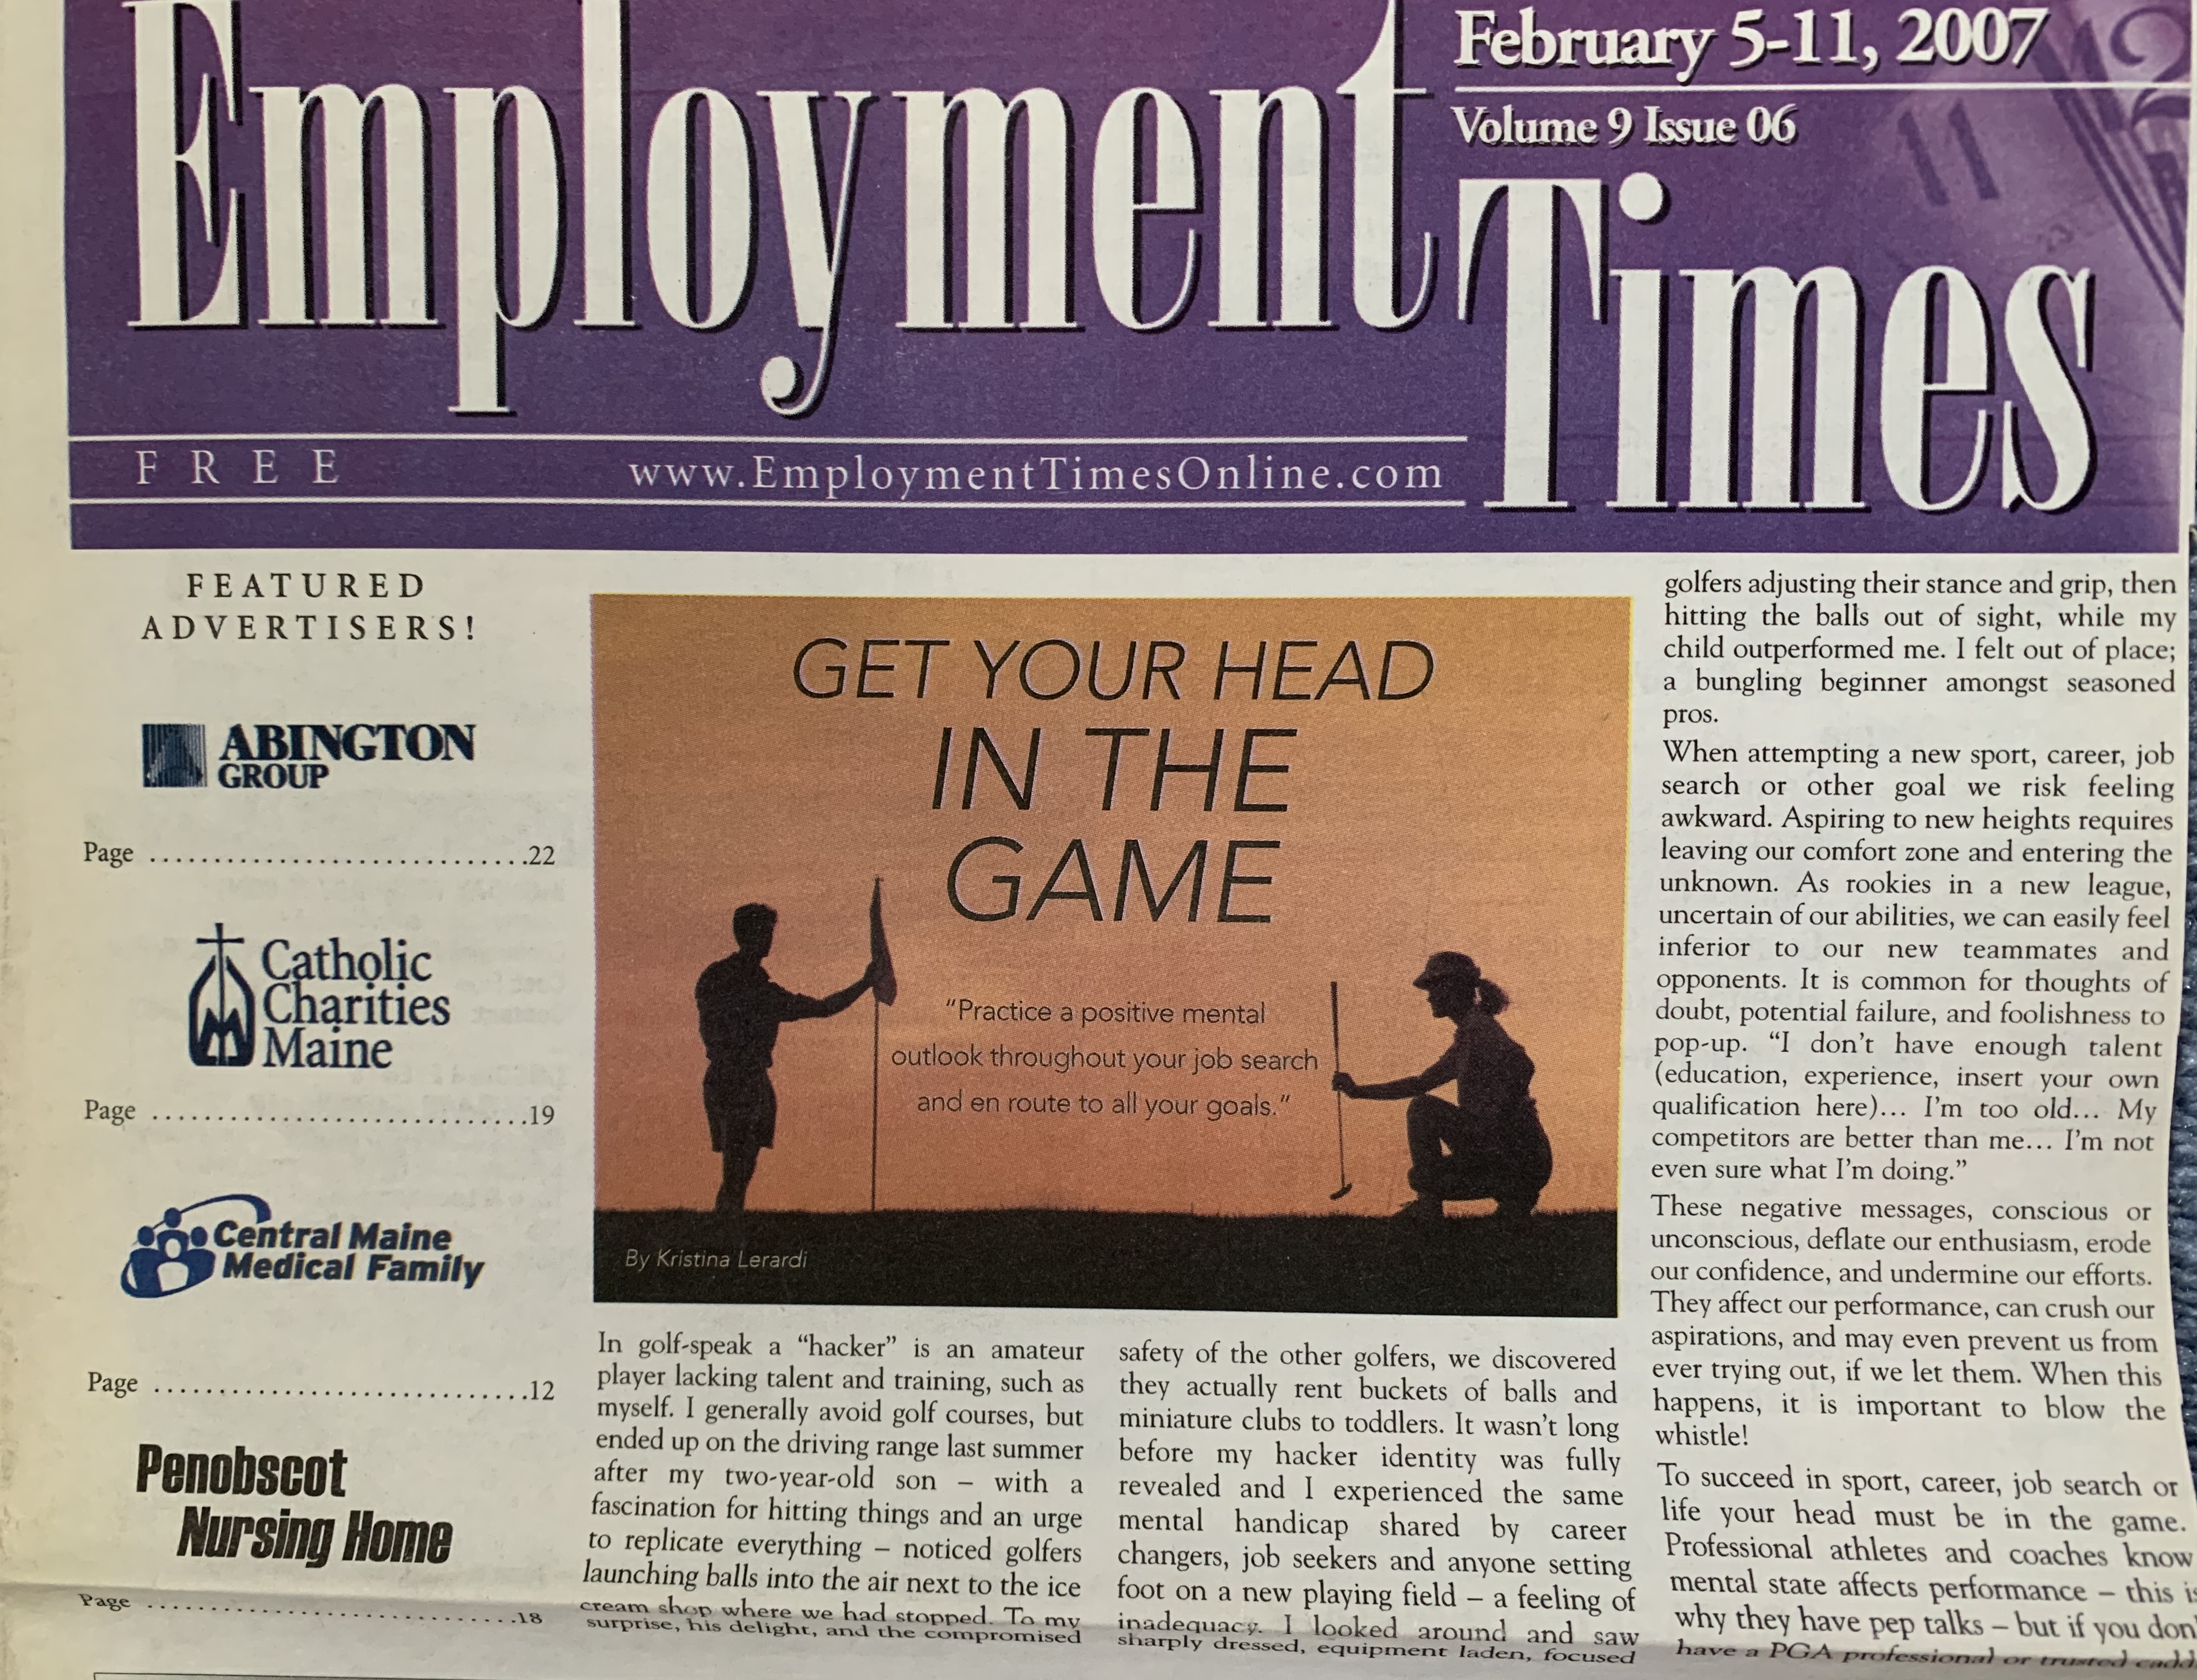 Employment
February 5-11, 2007
Volume 9 Issue 06
Times
FREE
www.EmploymentTimesOnline.com
FEATURED
ADVERTISERS!
ABINGTON
GROUP
Page .............................22
Catholic
Charities
Maine
Page .............................19
Central Maine
Medical Family
Page .............................12
Penobscot
Nursing Home
Page .............................18
GET YOUR HEAD
IN THE
GAME
“Practice a positive mental
outlook throughout your job search
and en route to all your goals.”
By Kristina Lerardi
In golf-speak a “hacker” is an amateur
player lacking talent and training, such as
myself. I generally avoid golf courses, but
ended up on the driving range last summer
after my two-year-old son – with a
fascination for hitting things and an urge
to replicate everything – noticed golfers
launching balls into the air next to the ice
cream shop where we had stopped. To my
surprise, his delight, and the compromised
safety of the other golfers, we discovered
they actually rent buckets of balls and
miniature clubs to toddlers. It wasn’t long
before my hacker identity was fully
revealed and I experienced the same
mental handicap shared by career
changers, job seekers and anyone setting
foot on a new playing field – a feeling of
inadequacy. I looked around and saw
sharply dressed, equipment laden, focused
golfers adjusting their stance and grip, then
hitting the balls out of sight, while my
child outperformed me. I felt out of place;
a bungling beginner amongst seasoned
pros.
When attempting a new sport, career, job
search or other goal we risk feeling
awkward. Aspiring to new heights requires
leaving our comfort zone and entering the
unknown. As rookies in a new league,
uncertain of our abilities, we can easily feel
inferior to our new teammates and
opponents. It is common for thoughts of
doubt, potential failure, and foolishness to
pop-up. “I don’t have enough talent
(education, experience, insert your own
qualification here)… I’m too old… My
competitors are better than me… I’m not
even sure what I’m doing.”
These negative messages, conscious or
unconscious, deflate our enthusiasm, erode
our confidence, and undermine our efforts.
They affect our performance, can crush our
aspirations, and may even prevent us from
ever trying out, if we let them. When this
happens, it is important to blow the
whistle!
To succeed in sport, career, job search or
life your head must be in the game.
Professional athletes and coaches know
mental state affects performance – this is
why they have pep talks – but if you don
have a PGA professional or trusted
12
11